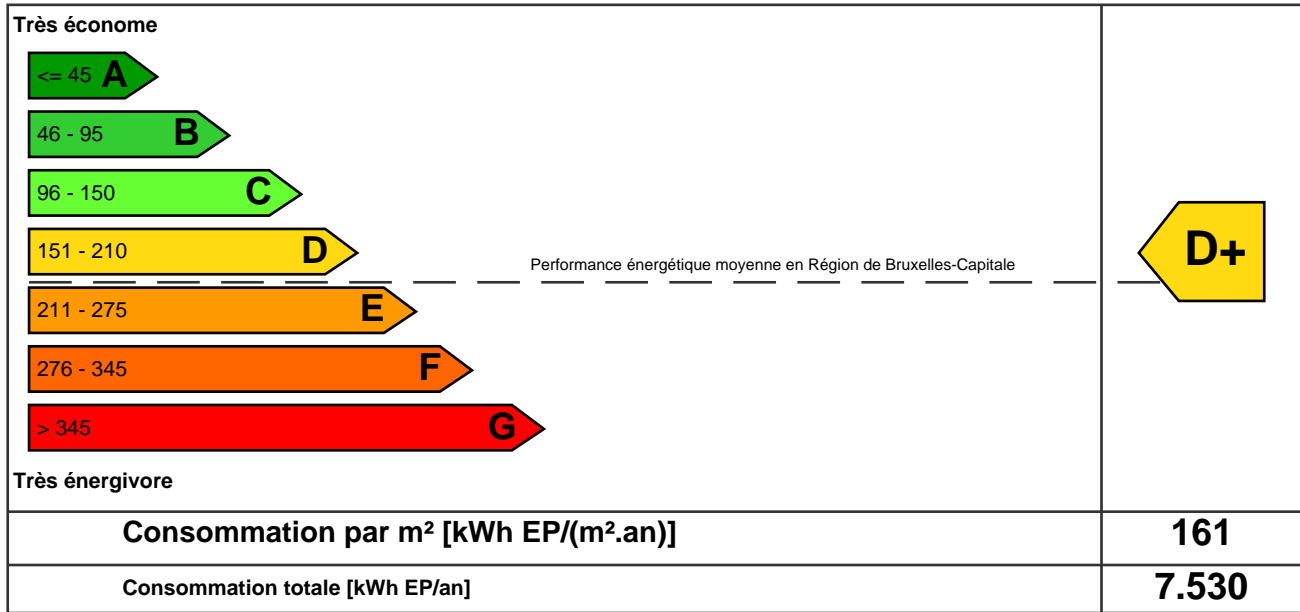 Très économe
<= 45 A
46 - 95 B
96 - 150 C
151 - 210 D
D+
Performance énergétique moyenne en Région de Bruxelles-Capitale
211 - 275 E
276 - 345 F
> 345 G
Très énergivore
Consommation par m² [kWh EP/(m².an)] 161
Consommation totale [kWh EP/an] 7.530